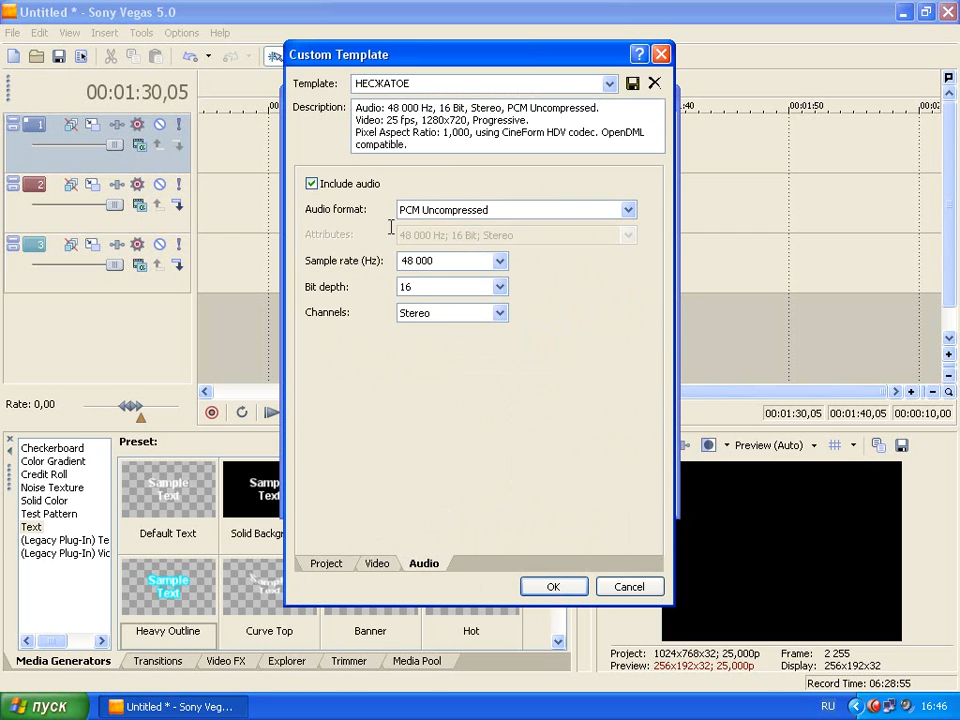 Untitled * - Sony Vegas 5.0
File Edit View Insert Tools Options Help
00:01:30,05
1
2
3
Rate: 0,00
Custom Template
Template: НЕСЖАТОЕ
Description: Audio: 48 000 Hz, 16 Bit, Stereo, PCM Uncompressed.
Video: 25 fps, 1280x720, Progressive.
Pixel Aspect Ratio: 1,000, using CineForm HDV codec. OpenDML
compatible.
Include audio
Audio format: PCM Uncompressed
Attributes: 48 000 Hz; 16 Bit; Stereo
Sample rate (Hz): 48 000
Bit depth: 16
Channels: Stereo
Project Video Audio
OK Cancel
:40 00:01:50
00:01:30,05 00:01:40,05 00:00:10,00
Preview (Auto)
Checkerboard
Color Gradient
Credit Roll
Noise Texture
Solid Color
Test Pattern
Text
(Legacy Plug-In) Te
(Legacy Plug-In) Vic
Preset:
Sample
Text
Default Text
Solid Backg
Sample
Text
Heavy Outline
Curve Top
Banner
Hot
Media Generators Transitions Video FX Explorer Trimmer Media Pool
Project: 1024x768x32; 25,000p Frame: 2 255
Preview: 256x192x32; 25,000p Display: 256x192x32
Record Time: 06:28:55
пуск
Untitled * - Sony Veg...
RU
16:46